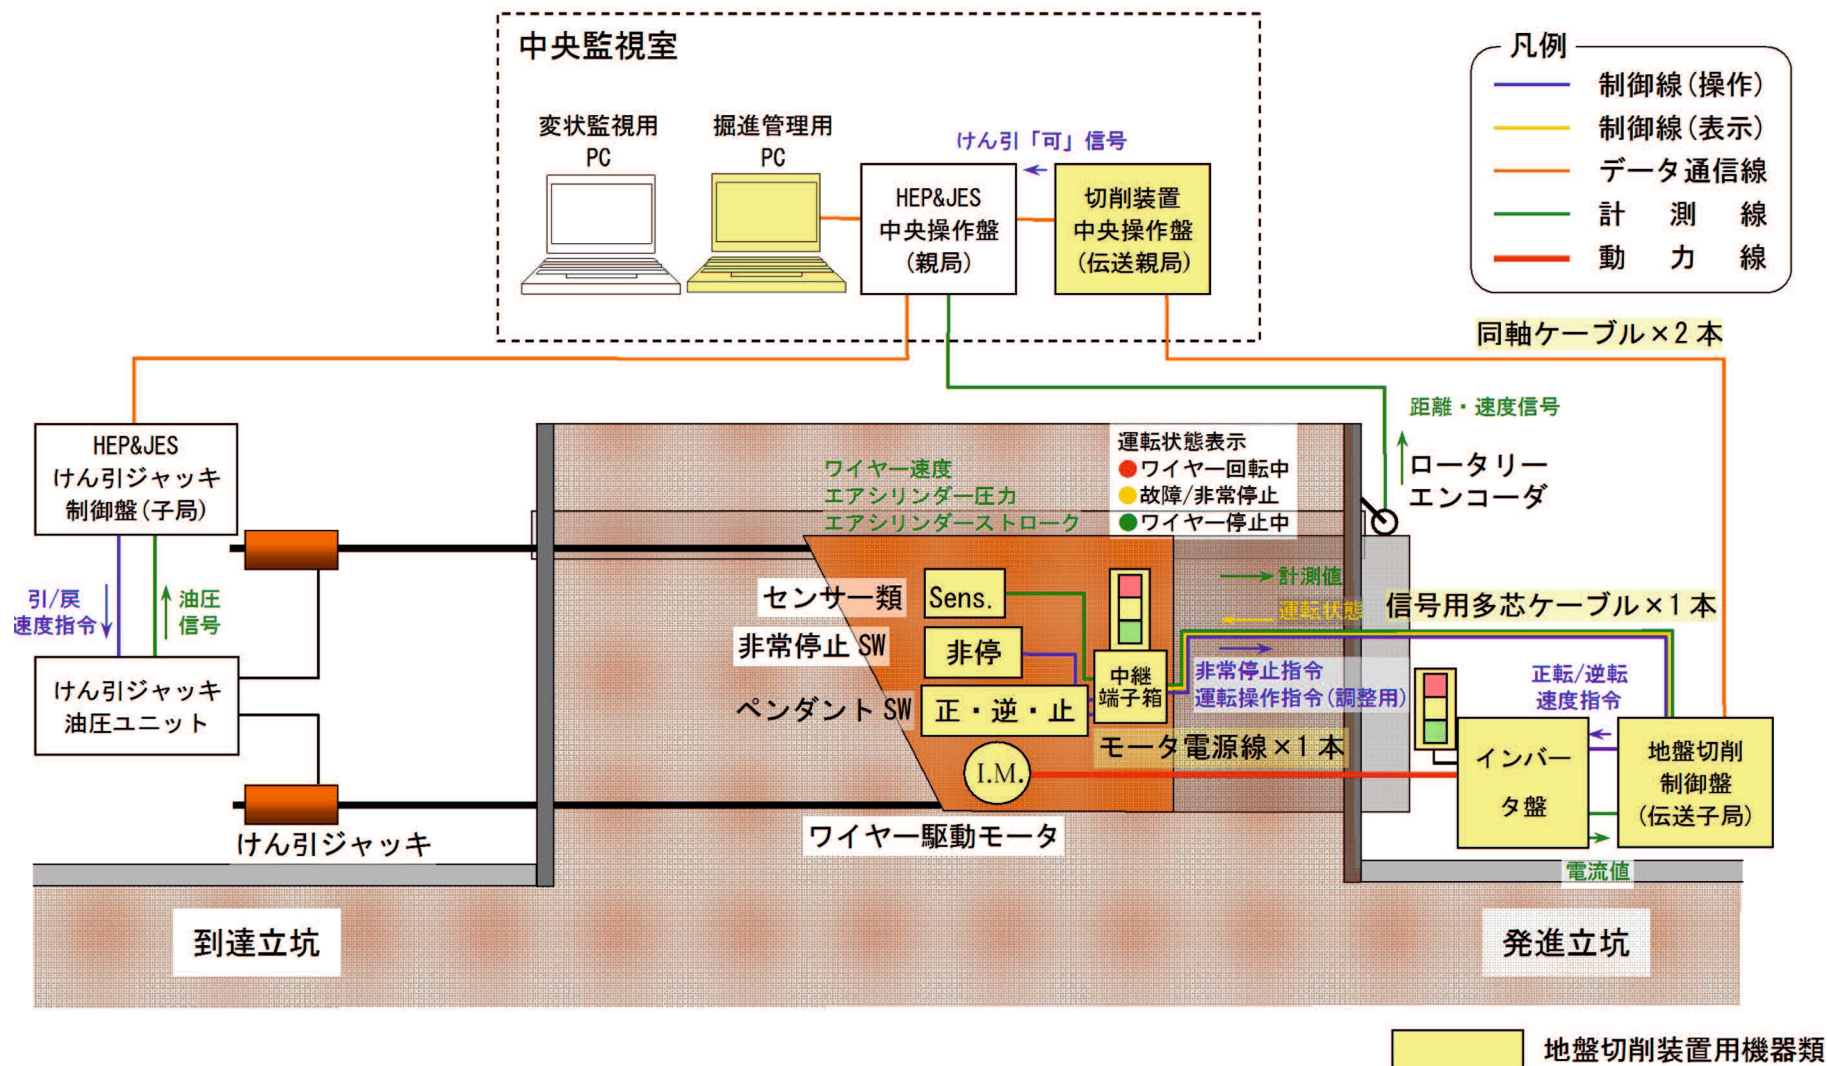 中央監視室
変状監視用
PC
掘進管理用
PC
けん引「可」信号
HEP&JES
中央操作盤
(親局)
切削装置
中央操作盤
(伝送親局)
凡例
制御線(操作)
制御線(表示)
データ通信線
計　測　線
動　力　線
同軸ケーブル×2本
距離・速度信号
ロータリー
エンコーダ
HEP&JES
けん引ジャッキ
制御盤(子局)
引/戻
速度指令
油圧
信号
けん引ジャッキ
油圧ユニット
けん引ジャッキ
ワイヤー速度
エアシリンダー圧力
エアシリンダーストローク
運転状態表示
ワイヤー回転中
故障/非常停止
ワイヤー停止中
センサー類
Sens.
非常停止SW
非停
ペンダントSW
正・逆・止
中継
端子箱
計測値
運転状態
信号用多芯ケーブル×1本
非常停止指令
運転操作指令(調整用)
モータ電源線×1本
I.M.
ワイヤー駆動モータ
正転/逆転
速度指令
インバー
タ盤
地盤切削
制御盤
(伝送子局)
電流値
到達立坑
発進立坑
地盤切削装置用機器類